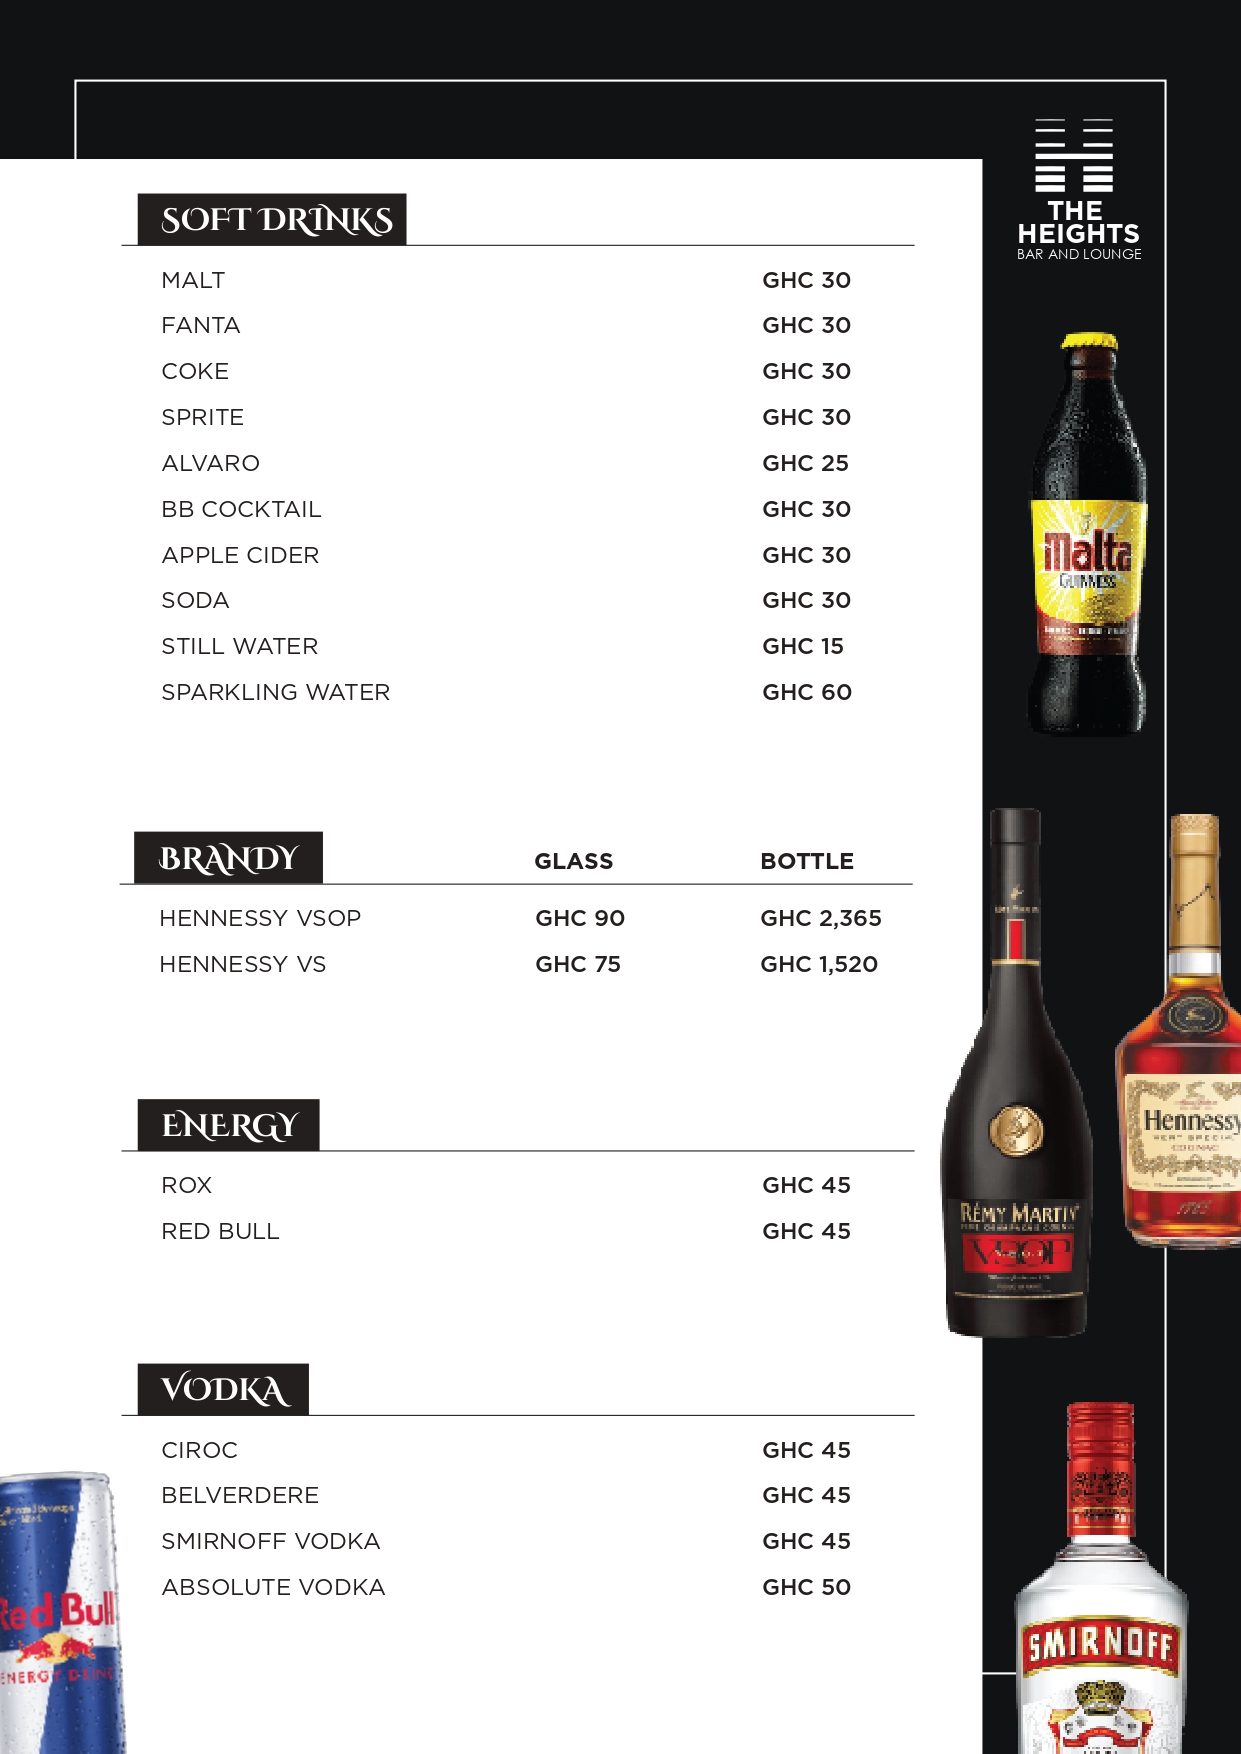 THE
HEIGHTS
BAR AND LOUNGE
SOFT DRINKS
MALT GHC 30
FANTA GHC 30
COKE GHC 30
SPRITE GHC 30
ALVARO GHC 25
BB COCKTAIL GHC 30
APPLE CIDER GHC 30
SODA GHC 30
STILL WATER GHC 15
SPARKLING WATER GHC 60
Malta
GUINNESS
BRANDY GLASS BOTTLE
HENNESSY VSOP GHC 90 GHC 2,365
HENNESSY VS GHC 75 GHC 1,520
Hennessy
VERY SPECIAL
COGNAC
1765
RÉMY MARTIN
FINE CHAMPAGNE COGNAC
VSOP
ENERGY
ROX GHC 45
RED BULL GHC 45
VODKA
CIROC GHC 45
BELVERDERE GHC 45
SMIRNOFF VODKA GHC 45
ABSOLUTE VODKA GHC 50
Red Bull
ENERGY DRINK
SMIRNOFF